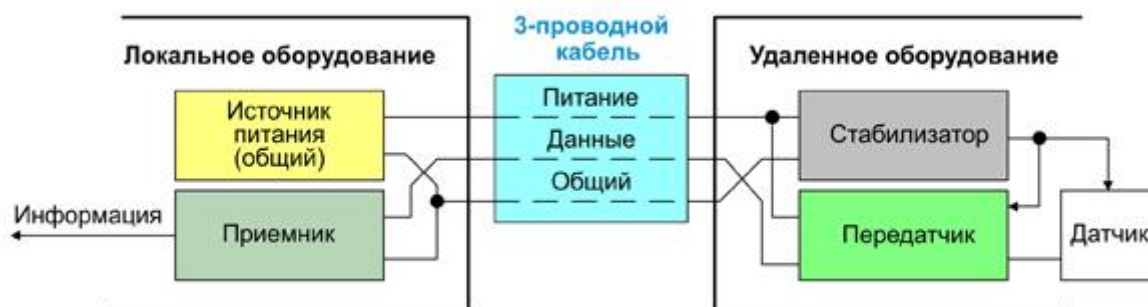 3-проводной
кабель
Локальное оборудование
Удаленное оборудование
Источник
питания
(общий)
Питание
Данные
Общий
Стабилизатор
Информация
Приемник
Передатчик
Датчик